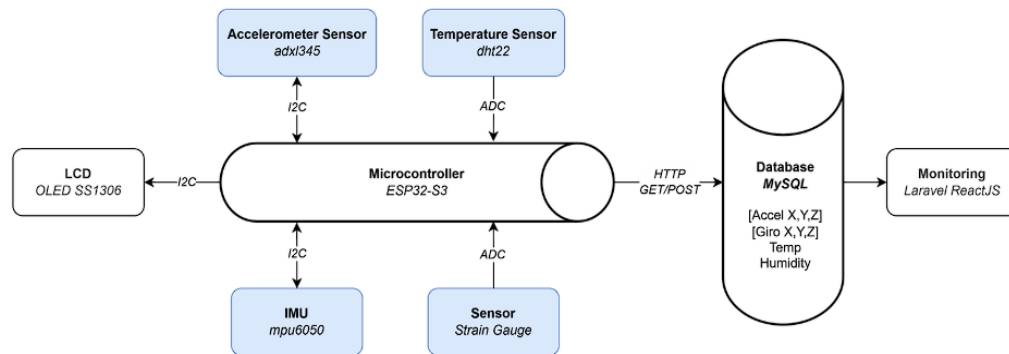 Accelerometer Sensor
adxl345
Temperature Sensor
dht22
I2C
ADC
LCD
OLED SS1306
I2C
Microcontroller
ESP32-S3
HTTP
GET/POST
Database
MySQL
[Accel X,Y,Z]
[Giro X,Y,Z]
Temp
Humidity
Monitoring
Laravel ReactJS
I2C
ADC
IMU
mpu6050
Sensor
Strain Gauge